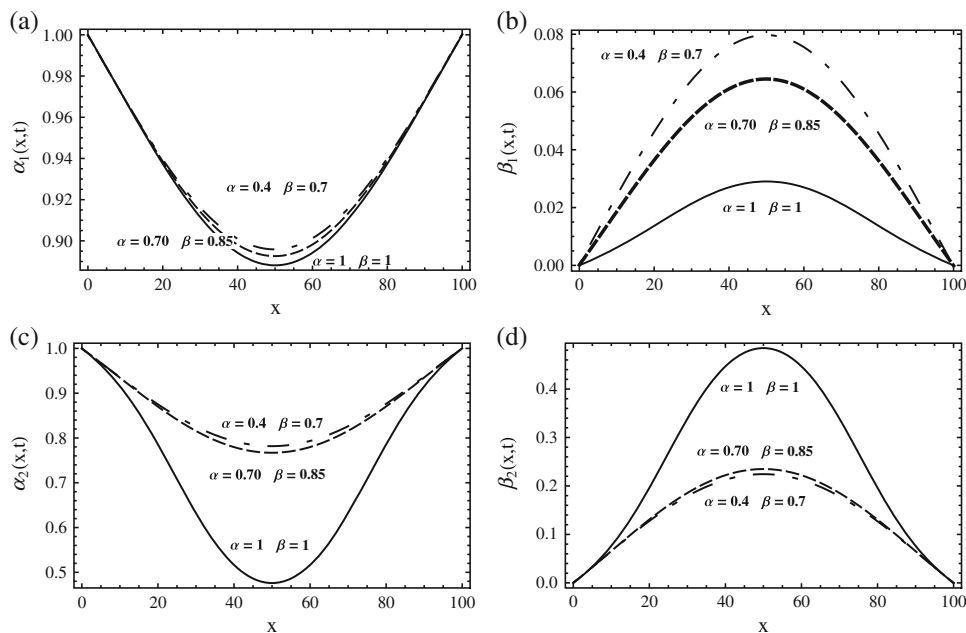 (a)
1.00
0.98
0.96
0.94
0.92
0.90
α₁(x,t)
α = 0.4 β = 0.7
α = 0.70 β = 0.85
α = 1 β = 1
0 20 40 60 80 100
x
(b)
0.08
0.06
0.04
0.02
0.00
β₁(x,t)
α = 0.4 β = 0.7
α = 0.70 β = 0.85
α = 1 β = 1
0 20 40 60 80 100
x
(c)
1.0
0.9
0.8
0.7
0.6
0.5
α₂(x,t)
α = 0.4 β = 0.7
α = 0.70 β = 0.85
α = 1 β = 1
0 20 40 60 80 100
x
(d)
0.4
0.3
0.2
0.1
0.0
β₂(x,t)
α = 1 β = 1
α = 0.70 β = 0.85
α = 0.4 β = 0.7
0 20 40 60 80 100
x